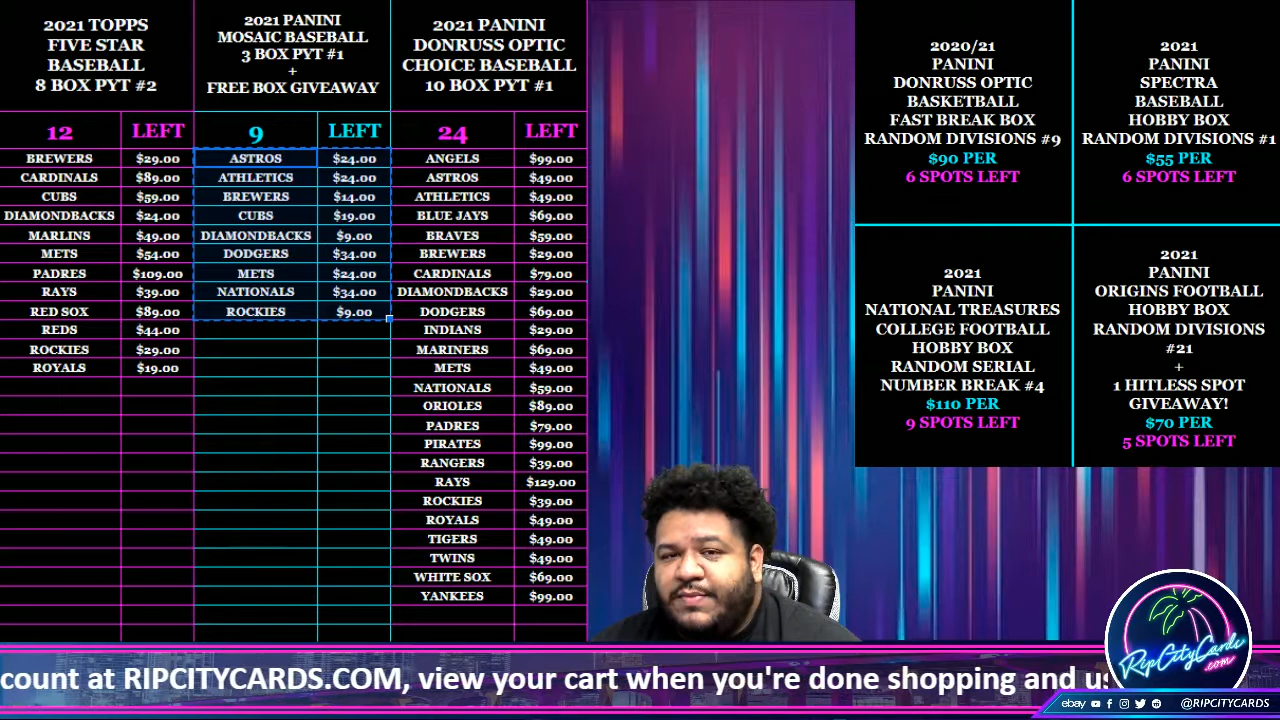 2021 TOPPS
FIVE STAR
BASEBALL
8 BOX PYT #2
12 LEFT
BREWERS $29.00
CARDINALS $89.00
CUBS $59.00
DIAMONDBACKS $24.00
MARLINS $49.00
METS $54.00
PADRES $109.00
RAYS $39.00
RED SOX $89.00
REDS $44.00
ROCKIES $29.00
ROYALS $19.00
2021 PANINI
MOSAIC BASEBALL
3 BOX PYT #1
+
FREE BOX GIVEAWAY
9 LEFT
ASTROS $24.00
ATHLETICS $24.00
BREWERS $14.00
CUBS $19.00
DIAMONDBACKS $9.00
DODGERS $34.00
METS $24.00
NATIONALS $34.00
ROCKIES $9.00
2021 PANINI
DONRUSS OPTIC
CHOICE BASEBALL
10 BOX PYT #1
24 LEFT
ANGELS $99.00
ASTROS $49.00
ATHLETICS $49.00
BLUE JAYS $69.00
BRAVES $59.00
BREWERS $29.00
CARDINALS $79.00
DIAMONDBACKS $29.00
DODGERS $69.00
INDIANS $29.00
MARINERS $69.00
METS $49.00
NATIONALS $59.00
ORIOLES $89.00
PADRES $79.00
PIRATES $99.00
RANGERS $39.00
RAYS $129.00
ROCKIES $39.00
ROYALS $49.00
TIGERS $49.00
TWINS $49.00
WHITE SOX $69.00
YANKEES $99.00
2020/21
PANINI
DONRUSS OPTIC
BASKETBALL
FAST BREAK BOX
RANDOM DIVISIONS #9
$90 PER
6 SPOTS LEFT
2021
PANINI
SPECTRA
BASEBALL
HOBBY BOX
RANDOM DIVISIONS #1
$55 PER
6 SPOTS LEFT
2021
PANINI
NATIONAL TREASURES
COLLEGE FOOTBALL
HOBBY BOX
RANDOM SERIAL
NUMBER BREAK #4
$110 PER
9 SPOTS LEFT
2021
PANINI
ORIGINS FOOTBALL
HOBBY BOX
RANDOM DIVISIONS
#21
+
1 HITLESS SPOT
GIVEAWAY!
$70 PER
5 SPOTS LEFT
count at RIPCITYCARDS.COM, view your cart when you're done shopping and us
RipCityCards
.com
ebay @RIPCITYCARDS